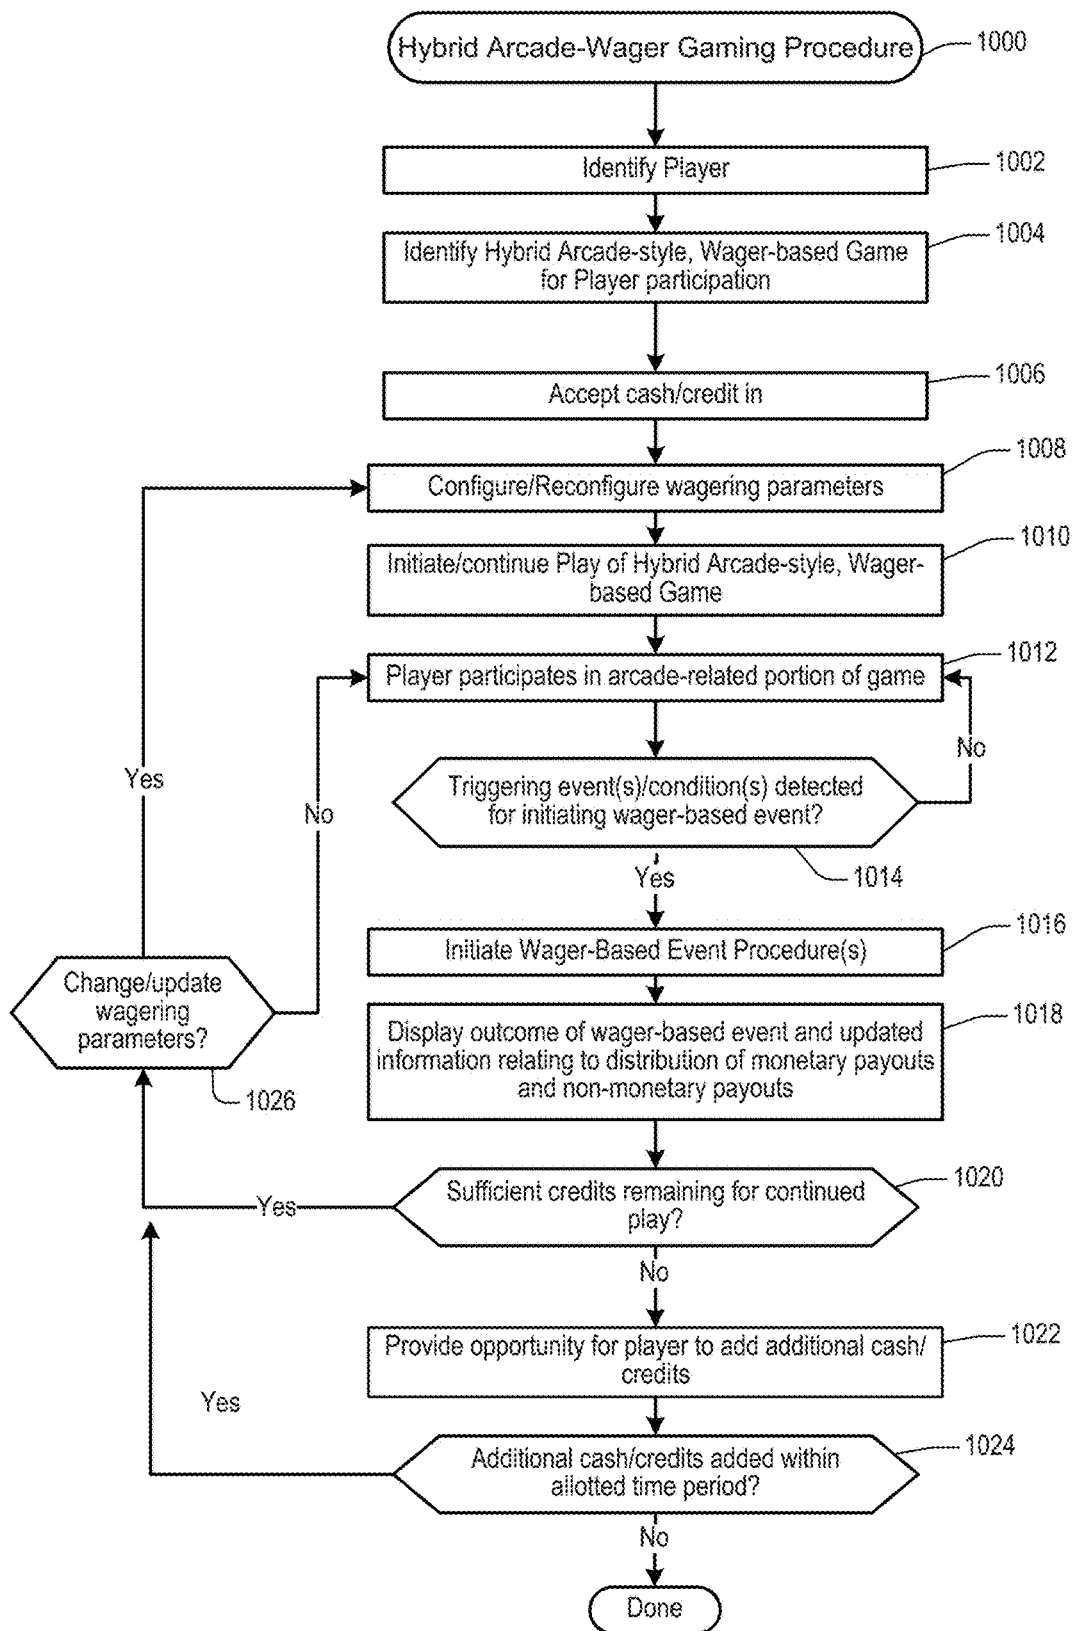 Hybrid Arcade-Wager Gaming Procedure
1000
Identify Player
1002
Identify Hybrid Arcade-style, Wager-based Game
for Player participation
1004
Accept cash/credit in
1006
Configure/Reconfigure wagering parameters
1008
Initiate/continue Play of Hybrid Arcade-style, Wager-
based Game
1010
Player participates in arcade-related portion of game
1012
No
Yes
No
Triggering event(s)/condition(s) detected
for initiating wager-based event?
1014
Yes
Initiate Wager-Based Event Procedure(s)
1016
Change/update
wagering
parameters?
1026
Display outcome of wager-based event and updated
information relating to distribution of monetary payouts
and non-monetary payouts
1018
Sufficient credits remaining for continued
play?
1020
Yes
No
Provide opportunity for player to add additional cash/
credits
1022
Yes
Additional cash/credits added within
allotted time period?
1024
No
Done